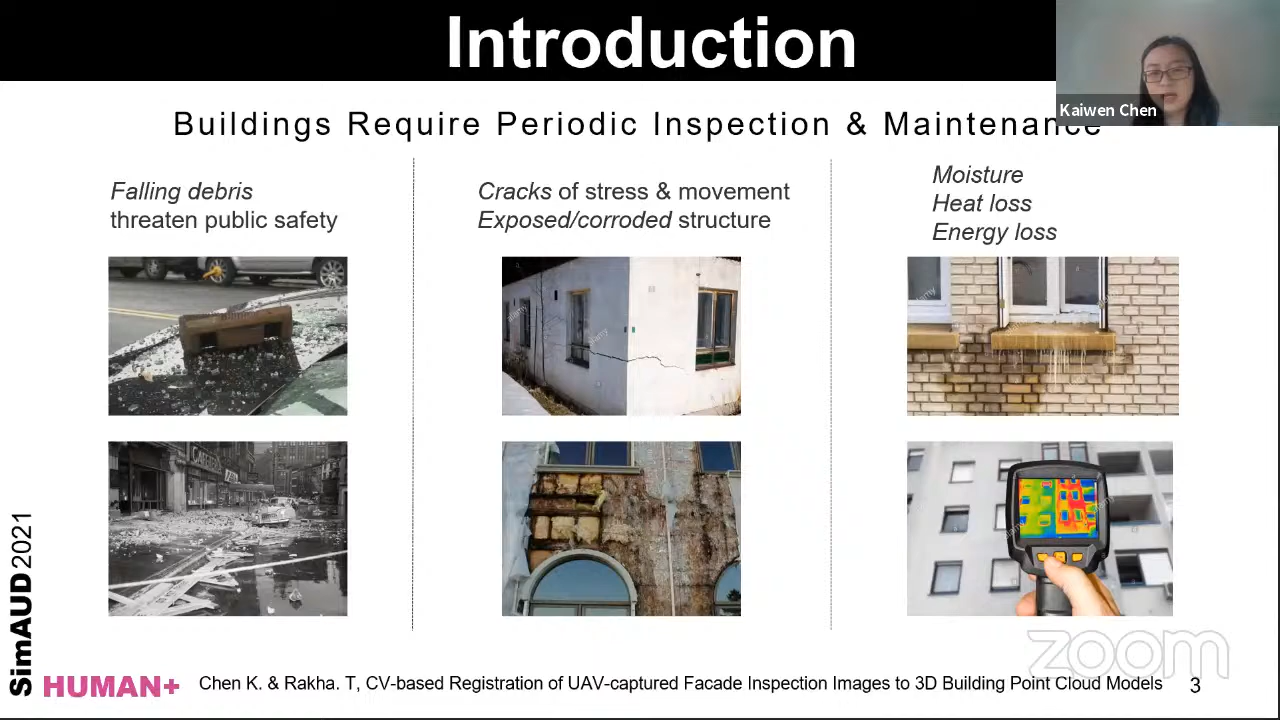 Introduction
Kaiwen Chen
Buildings Require Periodic Inspection & Maintenance
Falling debris
threaten public safety
Cracks of stress & movement
Exposed/corroded structure
Moisture
Heat loss
Energy loss
SimAUD2021
HUMAN+
Chen K. & Rakha. T, CV-based Registration of UAV-captured Facade Inspection Images to 3D Building Point Cloud Models
3
zoom